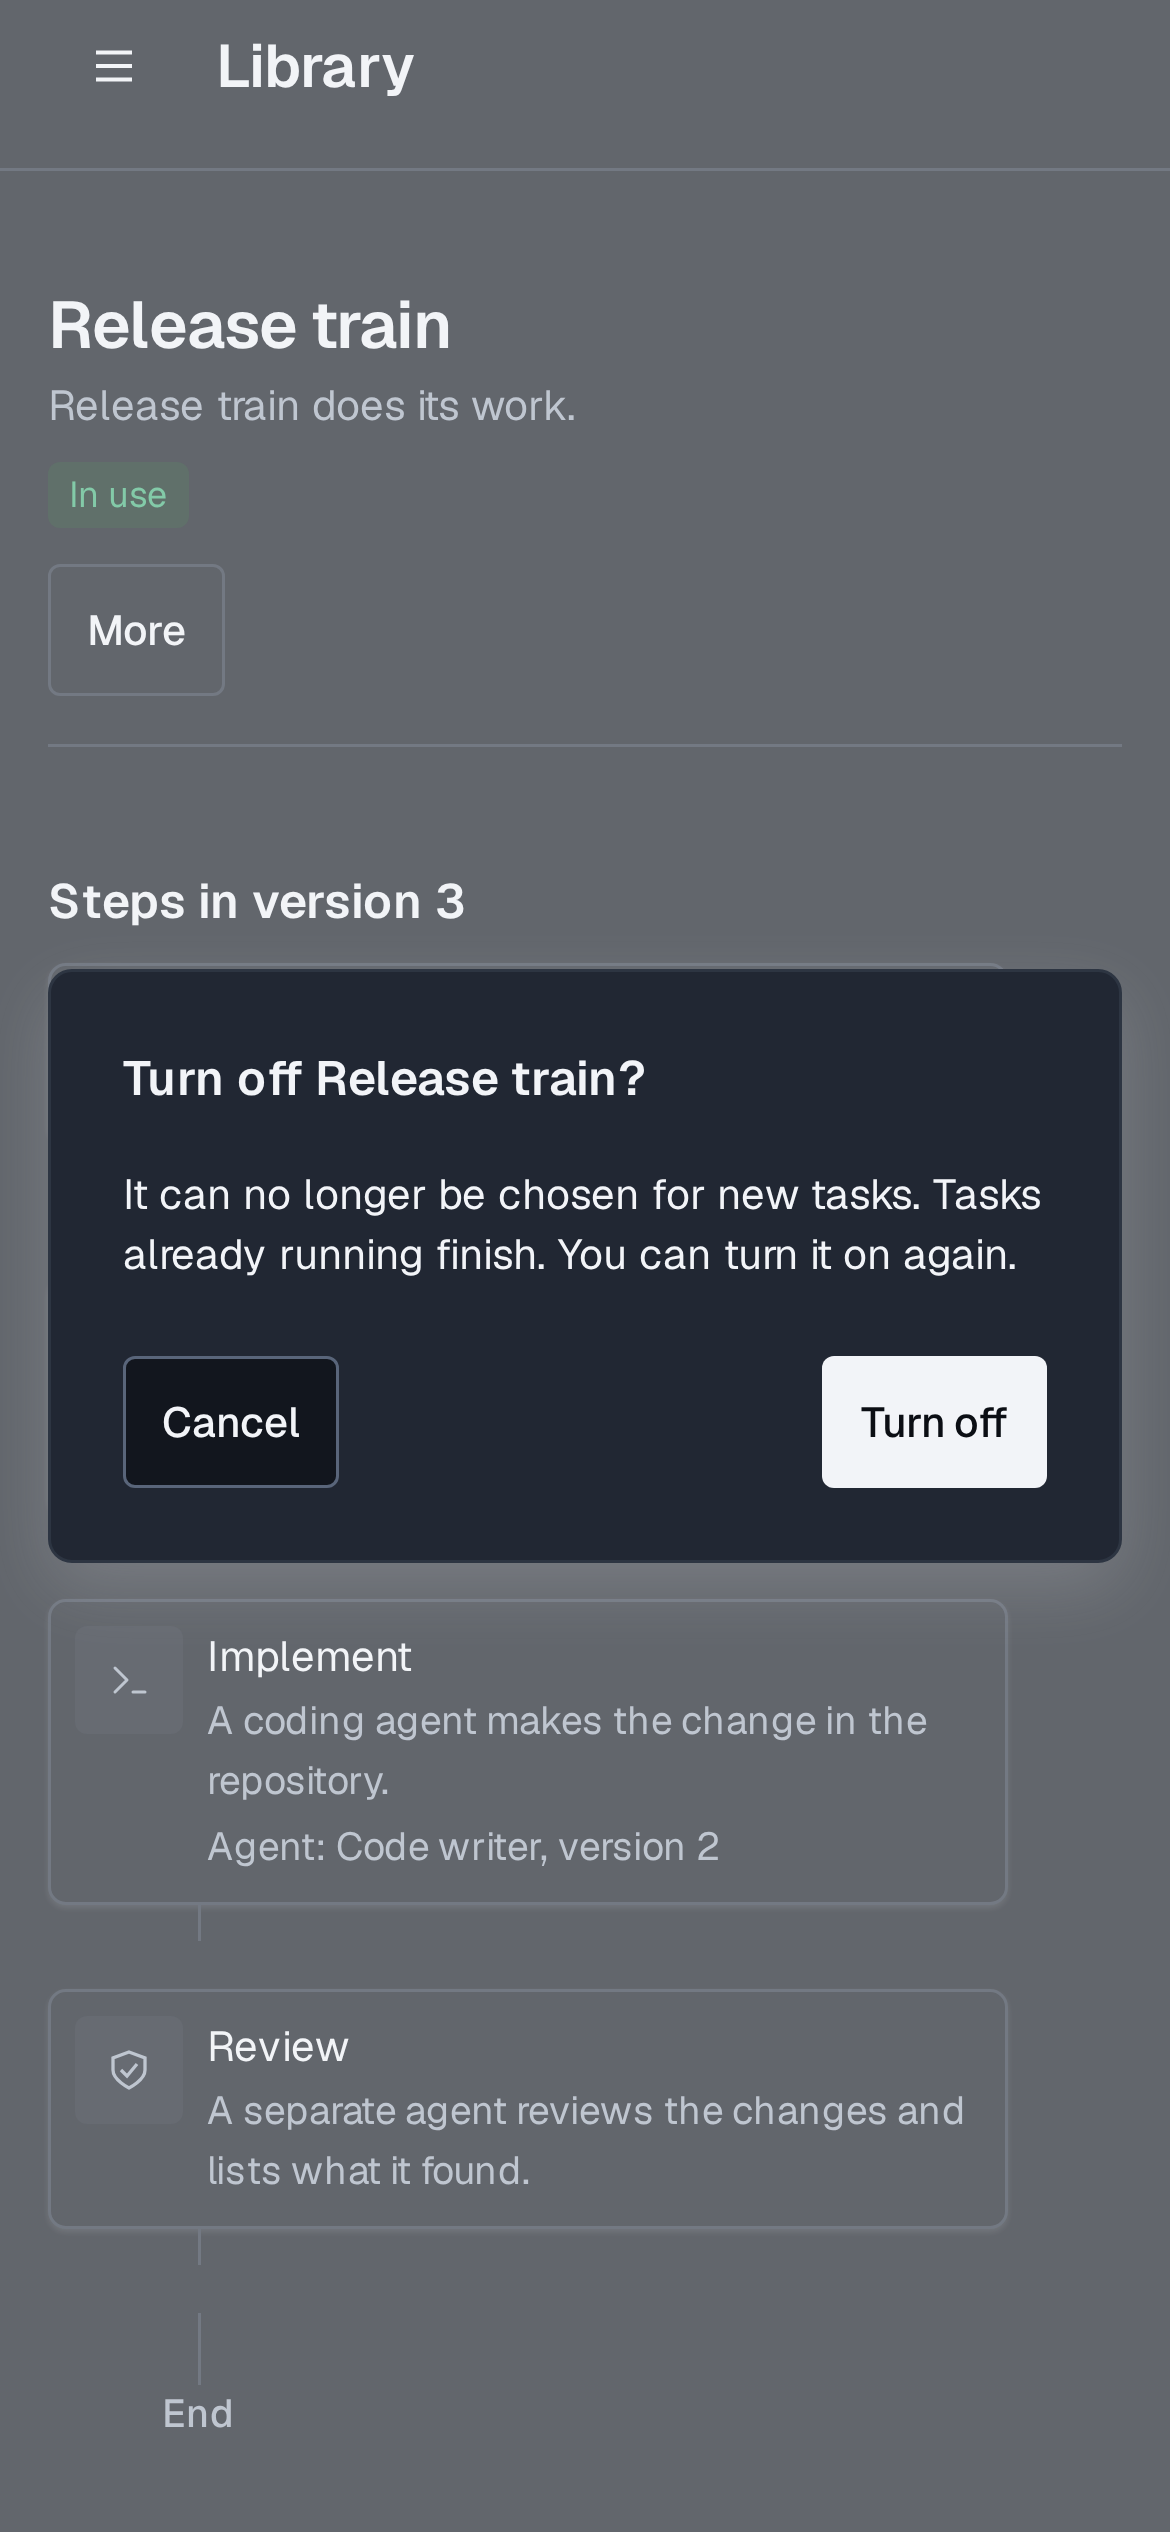 Library
Release train
Release train does its work.
In use
More
Steps in version 3
Turn off Release train?
It can no longer be chosen for new tasks. Tasks
already running finish. You can turn it on again.
Cancel
Turn off
Implement
A coding agent makes the change in the
repository.
Agent: Code writer, version 2
Review
A separate agent reviews the changes and
lists what it found.
End